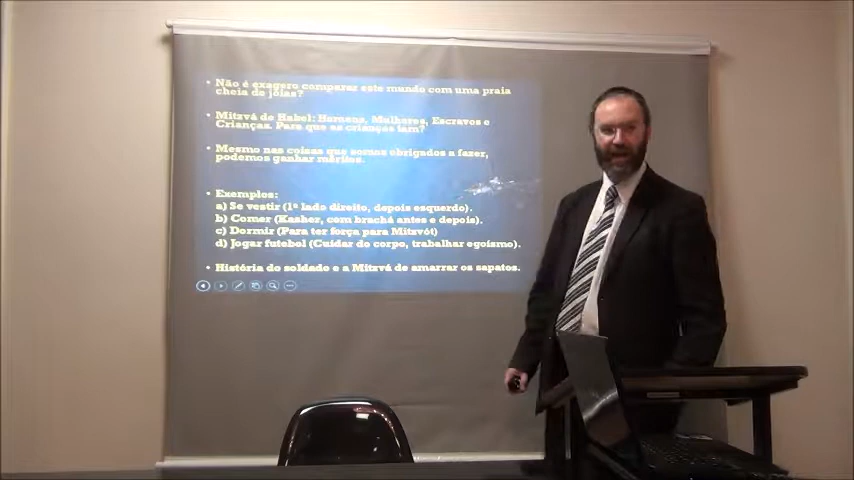 • Não é exagero comparar este mundo com uma praia
cheia de jóias?
• Mitzvá de Hakel: Homens, Mulheres, Escravos e
Crianças. Para que as crianças iam?
• Mesmo nas coisas que somos obrigados a fazer,
podemos ganhar méritos.
• Exemplos:
a) Se vestir (1º lado direito, depois esquerdo).
b) Comer (Kasher, com brachá antes e depois).
c) Dormir (Para ter força para Mitzvót)
d) Jogar futebol (Cuidar do corpo, trabalhar egoísmo).
• História do soldado e a Mitzvá de amarrar os sapatos.